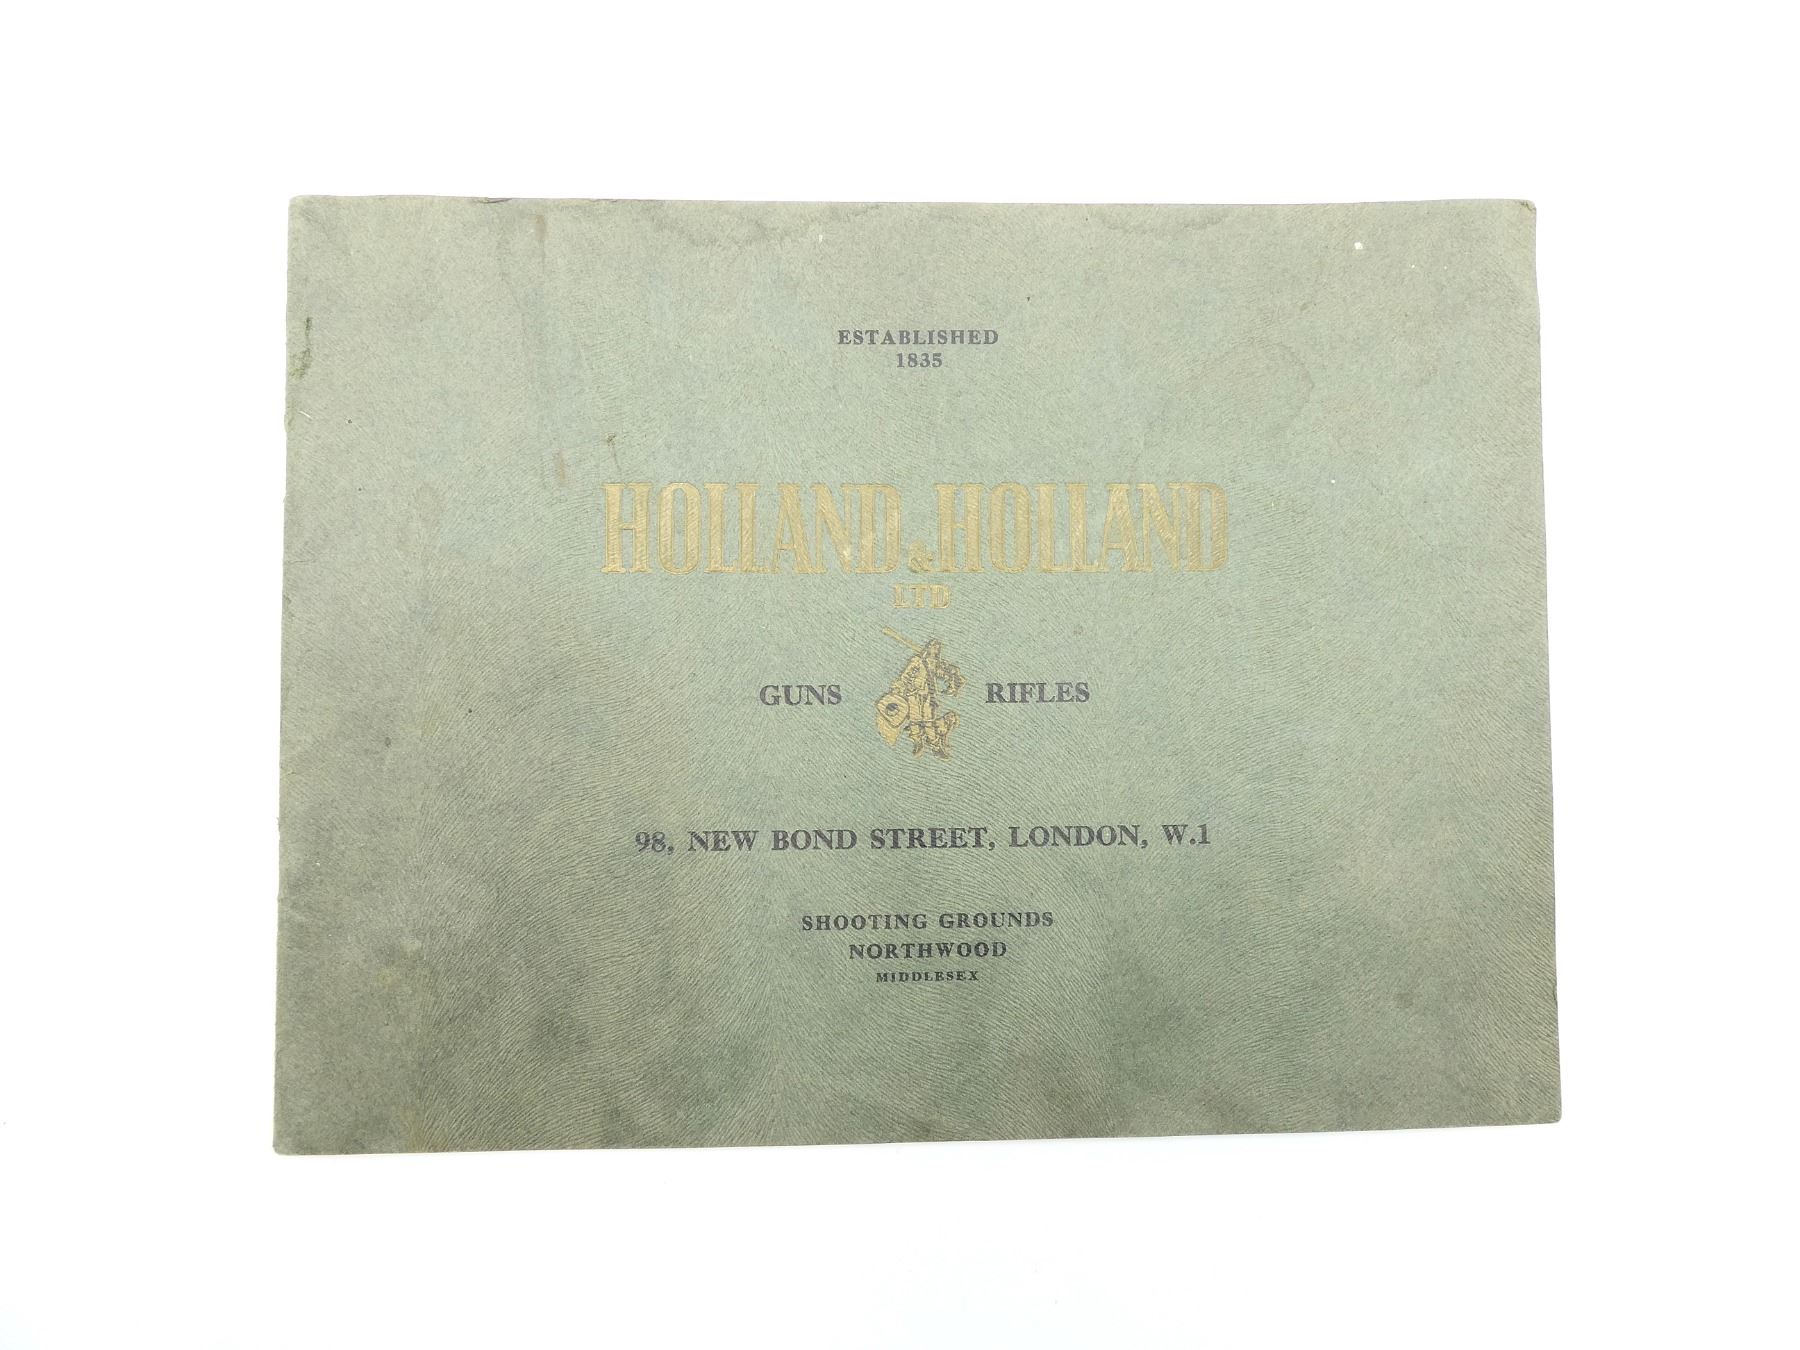 ESTABLISHED
1835
HOLLAND & HOLLAND
LTD
GUNS RIFLES
98, NEW BOND STREET, LONDON, W.1
SHOOTING GROUNDS
NORTHWOOD
MIDDLESEX